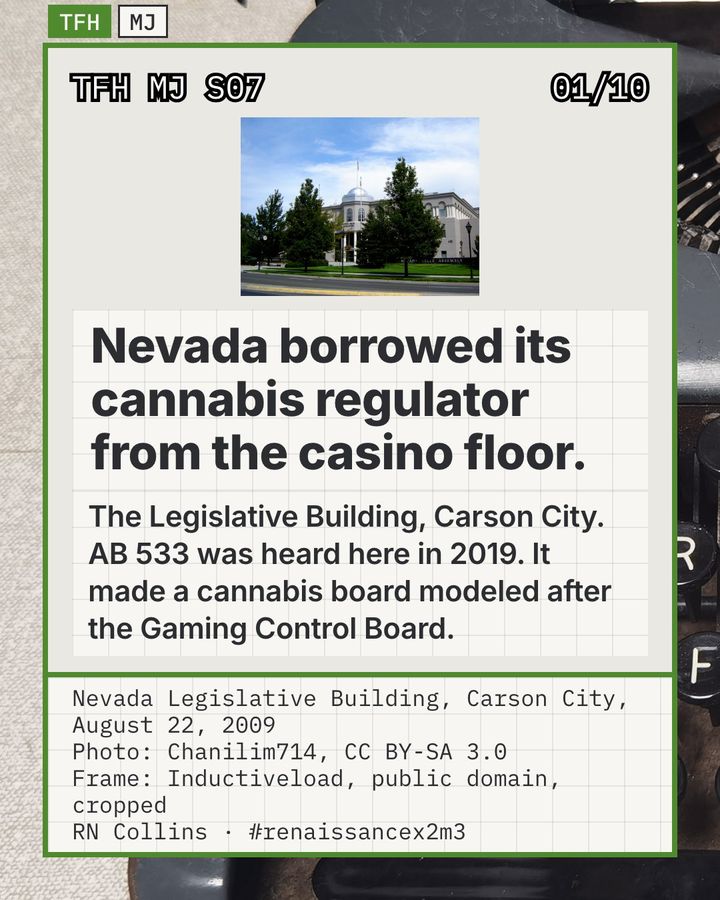 TFH MJ
TFH MJ S07 01/10
Nevada borrowed its
cannabis regulator
from the casino floor.
The Legislative Building, Carson City.
AB 533 was heard here in 2019. It
made a cannabis board modeled after
the Gaming Control Board.
Nevada Legislative Building, Carson City,
August 22, 2009
Photo: Chanilim714, CC BY-SA 3.0
Frame: Inductiveload, public domain,
cropped
RN Collins · #renaissancex2m3
R
F